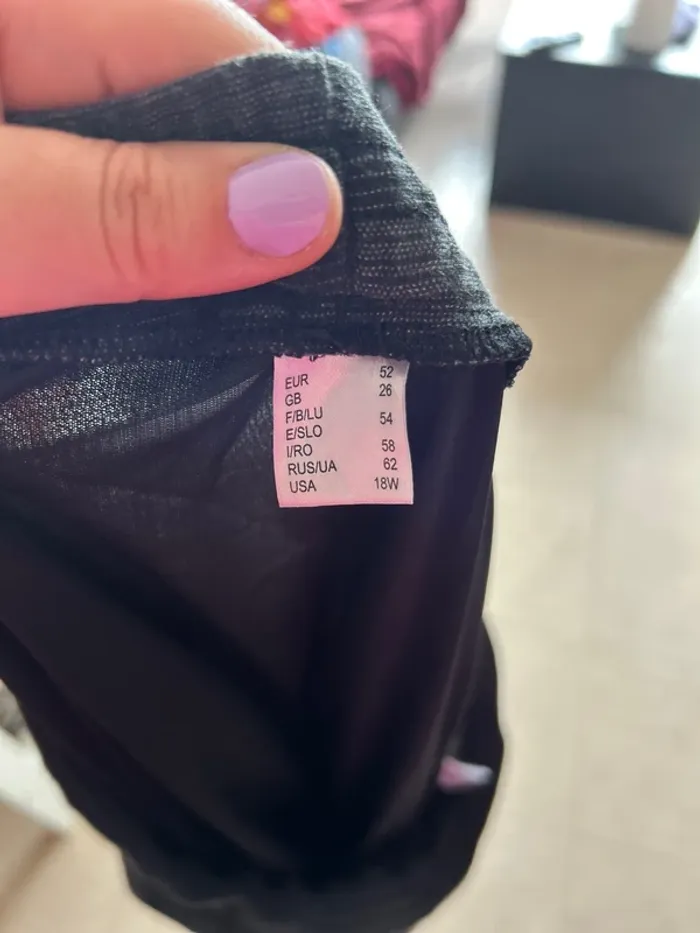 EUR 52
GB 26
F/B/LU
E/SLO 54
I/RO 58
RUS/UA 62
USA 18W